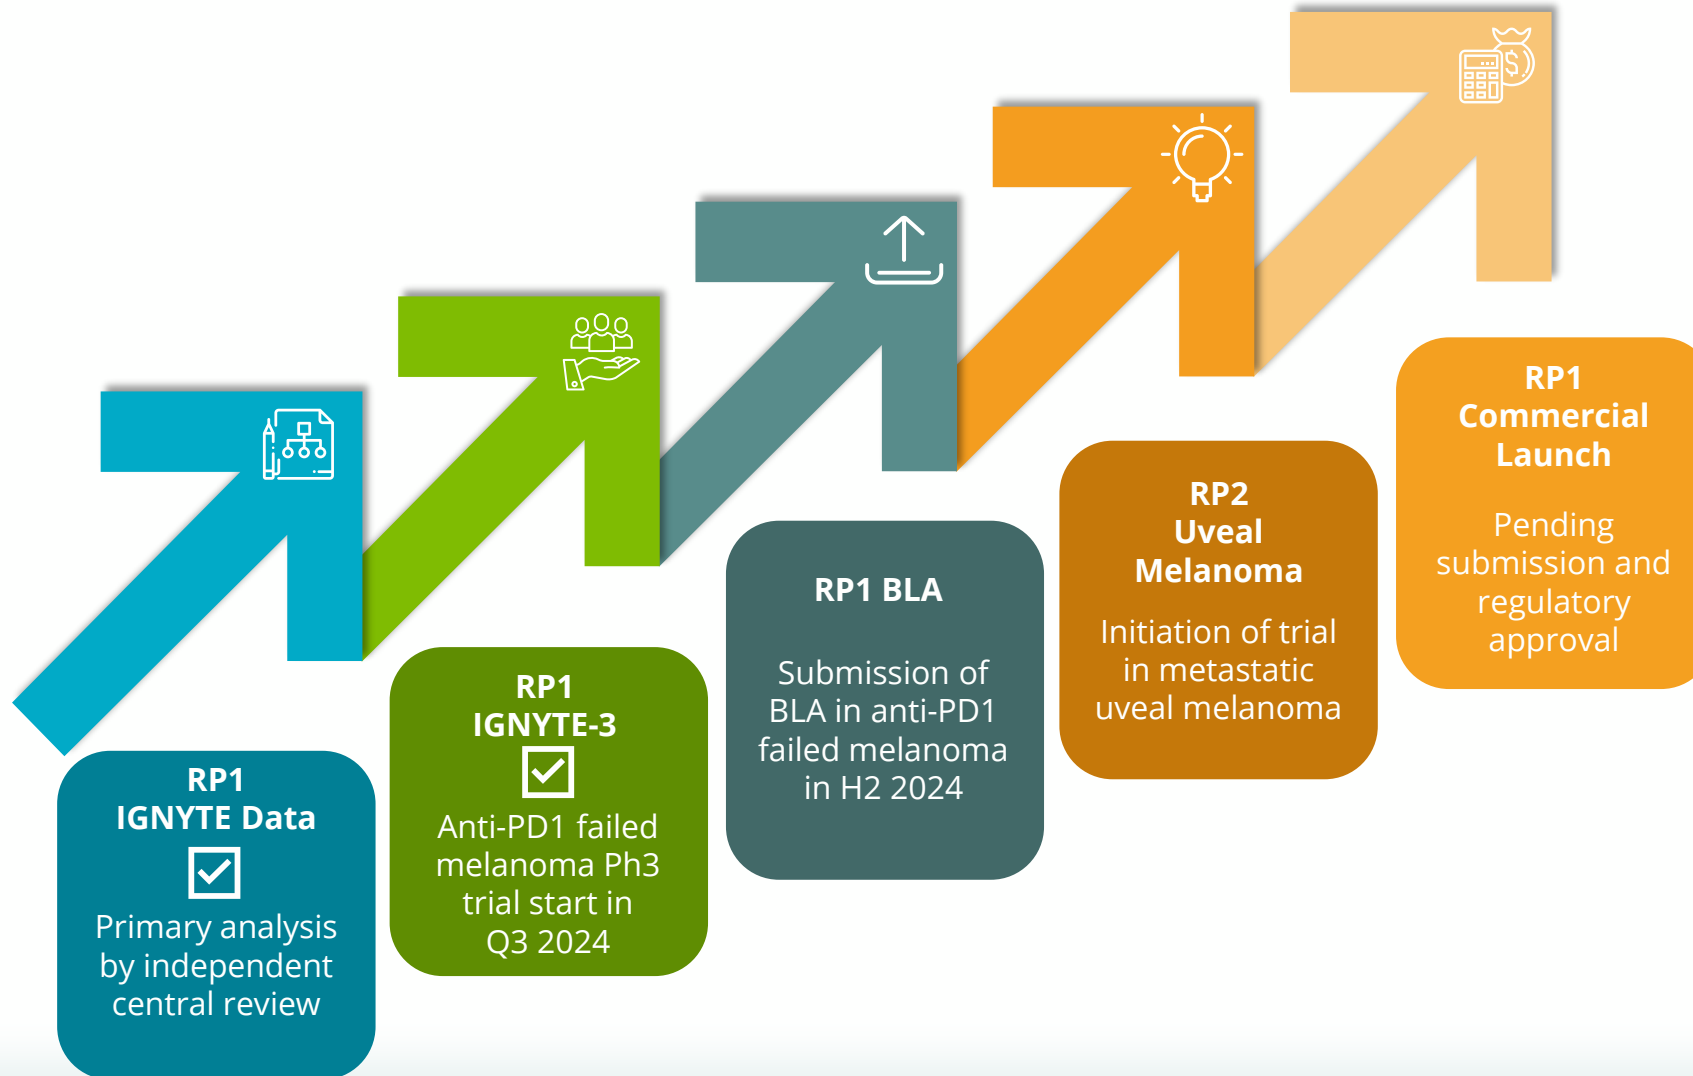 RP1
IGNYTE Data
Primary analysis
by independent
central review
RP1
IGNYTE-3
Anti-PD1 failed
melanoma Ph3
trial start in
Q3 2024
RP1 BLA
Submission of
BLA in anti-PD1
failed melanoma
in H2 2024
RP2
Uveal
Melanoma
Initiation of trial
in metastatic
uveal melanoma
RP1
Commercial
Launch
Pending
submission and
regulatory
approval